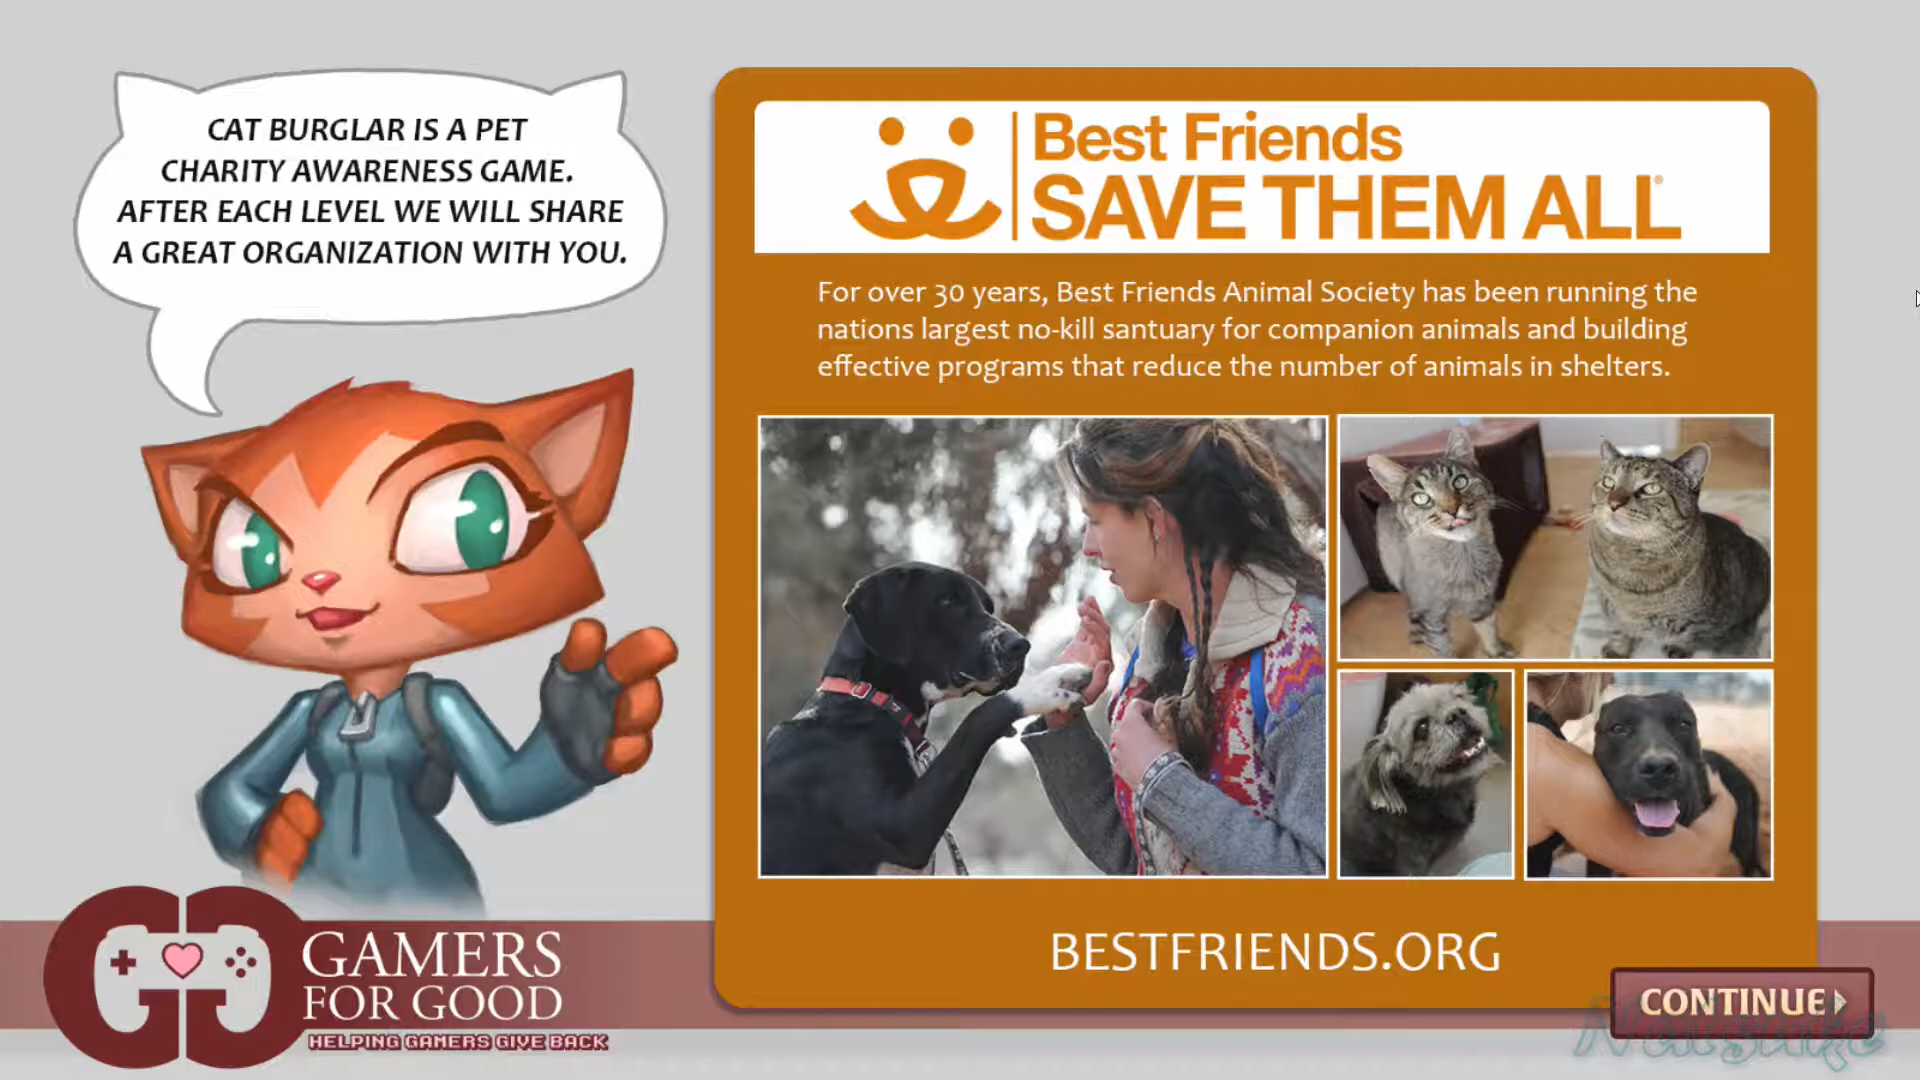 CAT BURGLAR IS A PET
CHARITY AWARENESS GAME.
AFTER EACH LEVEL WE WILL SHARE
A GREAT ORGANIZATION WITH YOU.
Best Friends
SAVE THEM ALL®
For over 30 years, Best Friends Animal Society has been running the
nations largest no-kill santuary for companion animals and building
effective programs that reduce the number of animals in shelters.
BESTFRIENDS.ORG
GAMERS
FOR GOOD
HELPING GAMERS GIVE BACK
CONTINUE
Natsuke